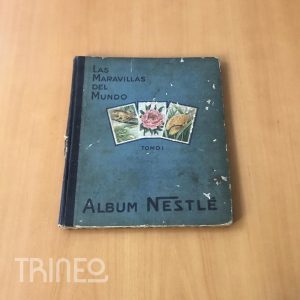 Las
Maravillas
del
Mundo
TOMO I
Album Nestlé
TRINEO